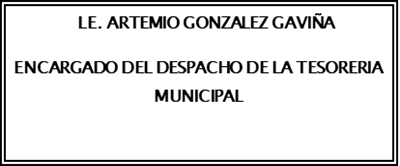 LE. ARTEMIO GONZALEZ GAVIÑA
ENCARGADO DEL DESPACHO DE LA TESORERIA
MUNICIPAL